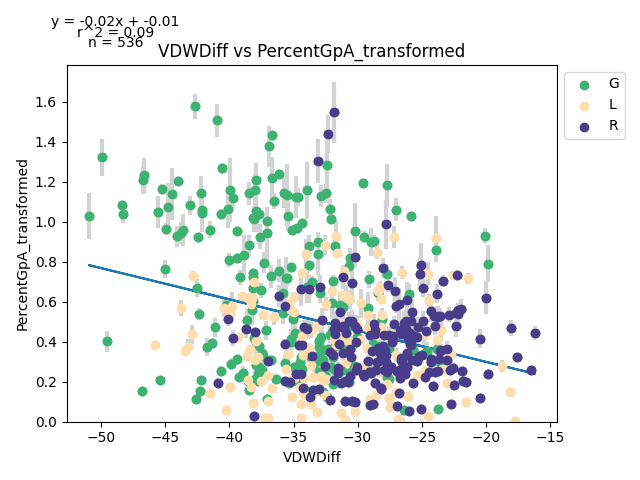 y = -0.02x + -0.01
r^2 = 0.09
n = 536
VDWDiff vs PercentGpA_transformed
G
L
R
PercentGpA_transformed
1.6
1.4
1.2
1.0
0.8
0.6
0.4
0.2
0.0
−50
−45
−40
−35
−30
−25
−20
−15
VDWDiff